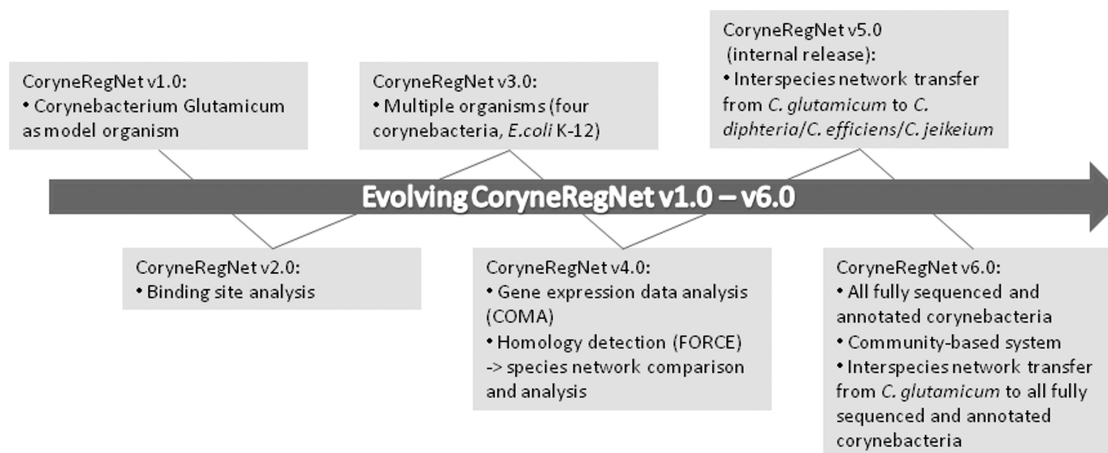 CoryneRegNet v1.0:
• Corynebacterium Glutamicum
as model organism
CoryneRegNet v3.0:
• Multiple organisms (four
corynebacteria, E.coli K-12)
CoryneRegNet v5.0
(internal release):
• Interspecies network transfer
from C. glutamicum to C.
diphteria/C. efficiens/C. jeikeium
Evolving CoryneRegNet v1.0 – v6.0
CoryneRegNet v2.0:
• Binding site analysis
CoryneRegNet v4.0:
• Gene expression data analysis
(COMA)
• Homology detection (FORCE)
-> species network comparison
and analysis
CoryneRegNet v6.0:
• All fully sequenced and
annotated corynebacteria
• Community-based system
• Interspecies network transfer
from C. glutamicum to all fully
sequenced and annotated
corynebacteria